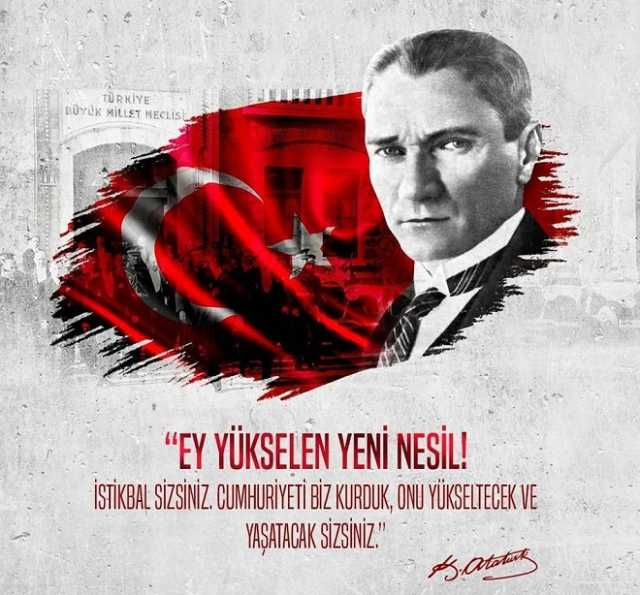 TÜRKİYE
BÜYÜK MİLLET MECLİSİ
“EY YÜKSELEN YENİ NESİL!
İSTİKBAL SİZSİNİZ. CUMHURİYETİ BİZ KURDUK, ONU YÜKSELTECEK VE
YAŞATACAK SİZSİNİZ.”
K. Atatürk